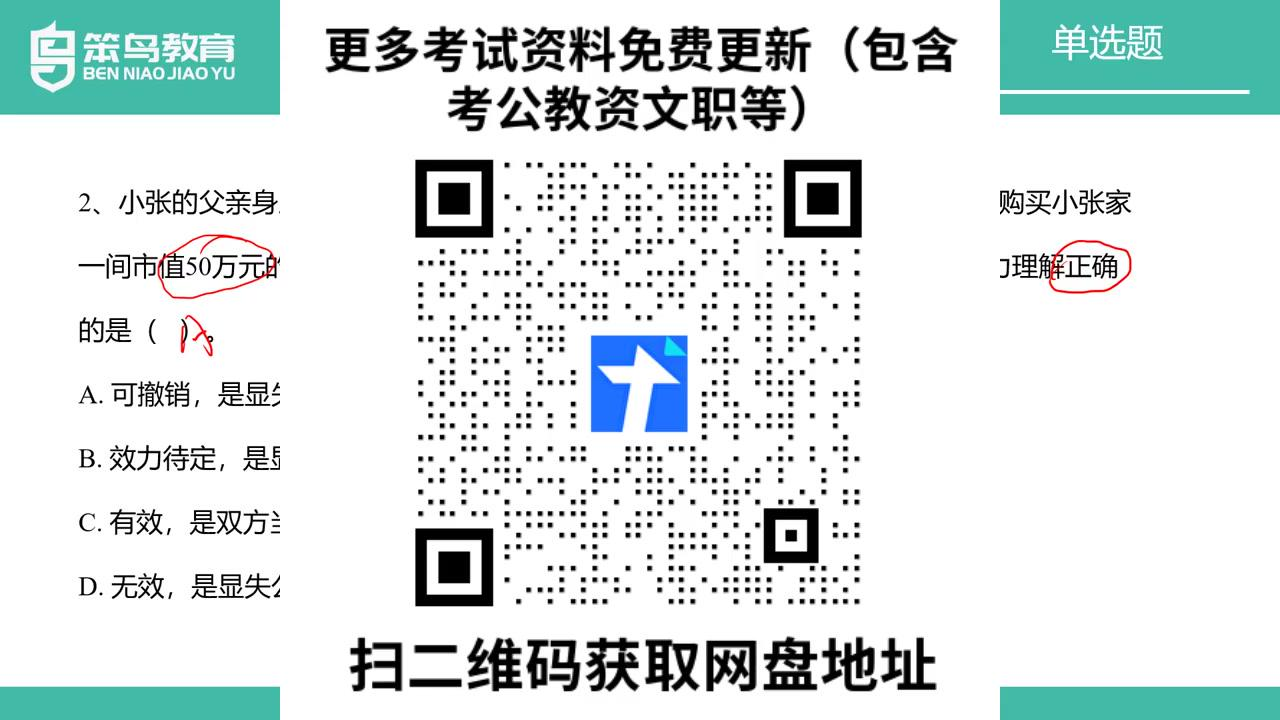 笨鸟教育
BEN NIAO JIAO YU
单选题
更多考试资料免费更新（包含
考公教资文职等）
2、小张的父亲身
购买小张家
一间市值50万元的
理解正确
的是（ ）。
A
A. 可撤销，是显失
B. 效力待定，是显
C. 有效，是双方当
D. 无效，是显失公
扫二维码获取网盘地址